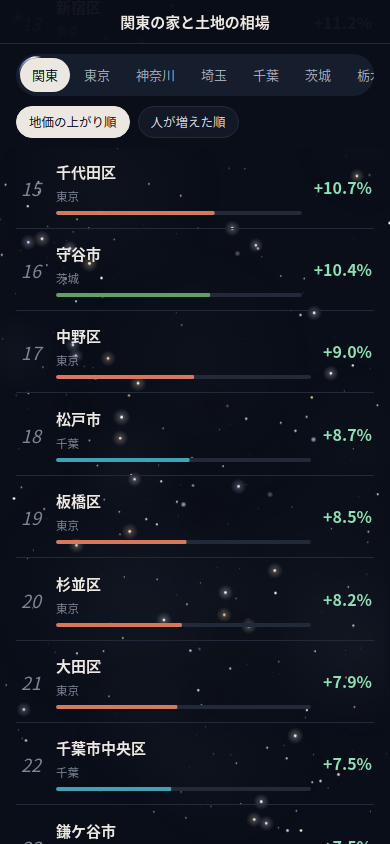 新宿区
+11.2%
関東の家と土地の相場
関東 東京 神奈川 埼玉 千葉 茨城
地価の上がり順 人が増えた順
15 千代田区 +10.7%
東京
16 守谷市 +10.4%
茨城
17 中野区 +9.0%
東京
18 松戸市 +8.7%
千葉
19 板橋区 +8.5%
東京
20 杉並区 +8.2%
東京
21 大田区 +7.9%
東京
22 千葉市中央区 +7.5%
千葉
鎌ケ谷市